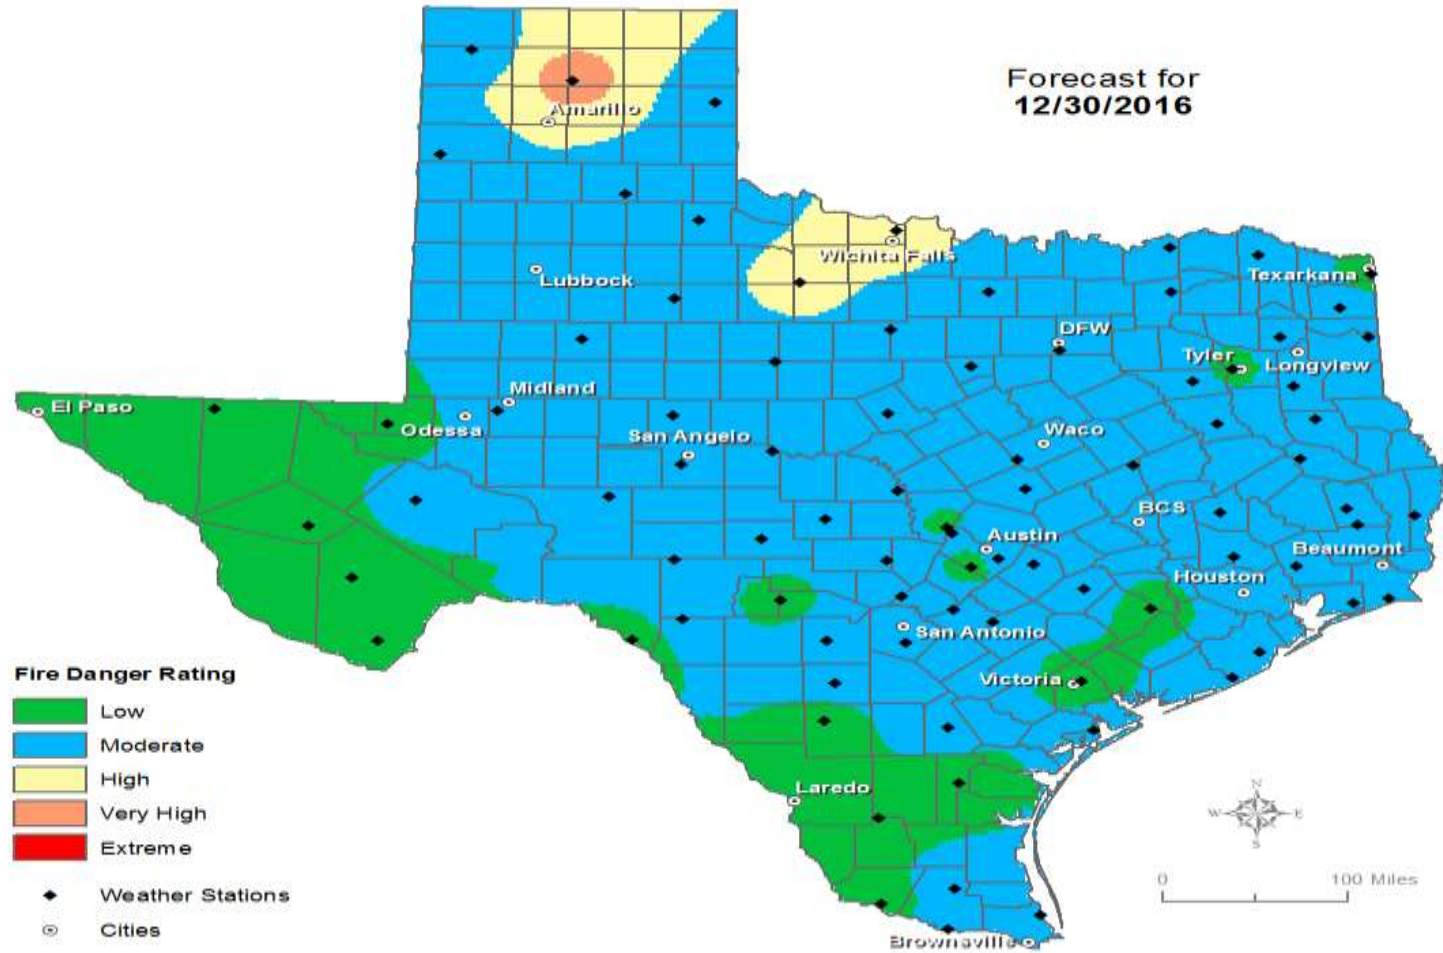 Forecast for
12/30/2016
Amarillo
Wichita Falls
Lubbock
Texarkana
DFW
Tyler
Longview
Midland
El Paso
Odessa
San Angelo
Waco
BCS
Austin
Beaumont
Houston
San Antonio
Victoria
Laredo
Brownsville
Fire Danger Rating
Low
Moderate
High
Very High
Extreme
Weather Stations
Cities
N
W E
S
0 100 Miles